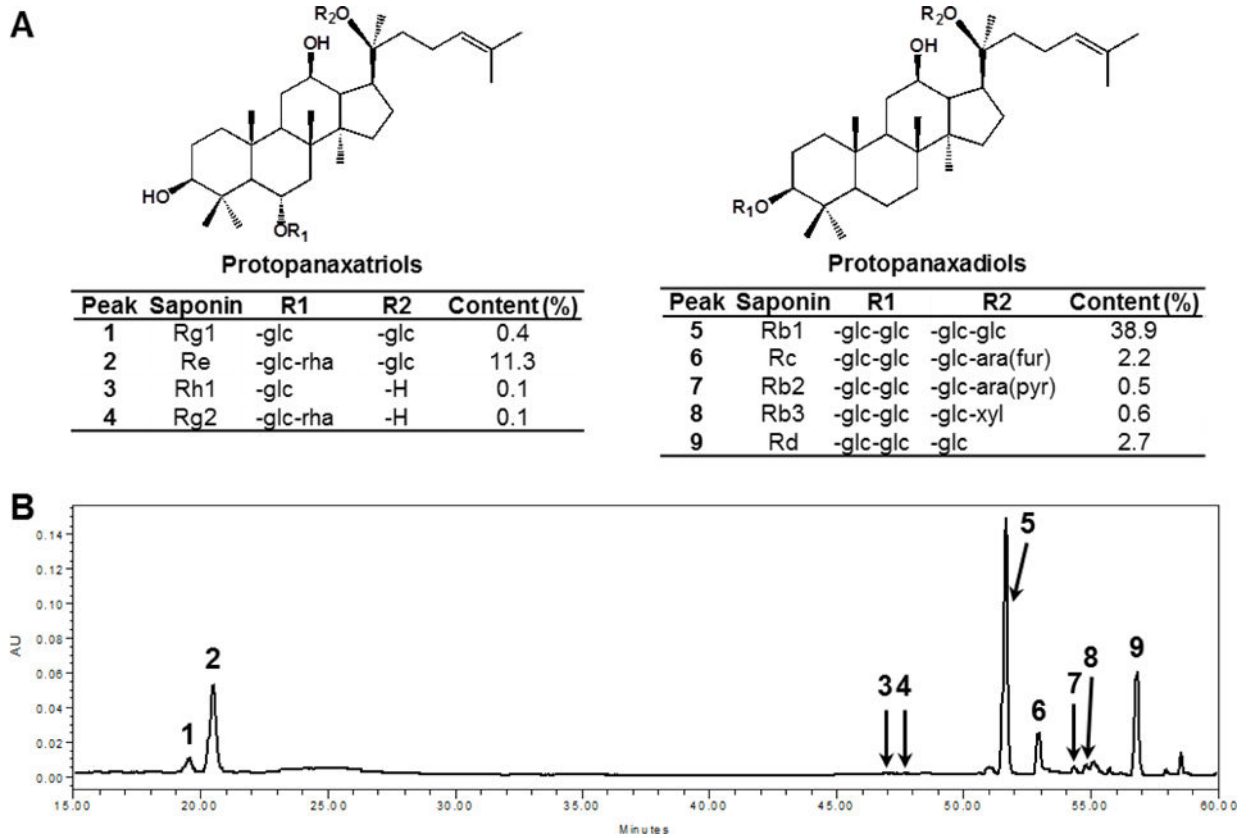 A
R2O
OH
HO
OR1
R2O
OH
R1O
Protopanaxatriols
Peak Saponin R1 R2 Content (%)
1 Rg1 -glc -glc 0.4
2 Re -glc-rha -glc 11.3
3 Rh1 -glc -H 0.1
4 Rg2 -glc-rha -H 0.1
Protopanaxadiols
Peak Saponin R1 R2 Content (%)
5 Rb1 -glc-glc -glc-glc 38.9
6 Rc -glc-glc -glc-ara(fur) 2.2
7 Rb2 -glc-glc -glc-ara(pyr) 0.5
8 Rb3 -glc-glc -glc-xyl 0.6
9 Rd -glc-glc -glc 2.7
B
0.14
0.12
0.10
0.08
0.06
0.04
0.02
0.00
AU
1
2
3 4
5
6
7
8
9
15.00 20.00 25.00 30.00 35.00 40.00 45.00 50.00 55.00 60.00
Minutes